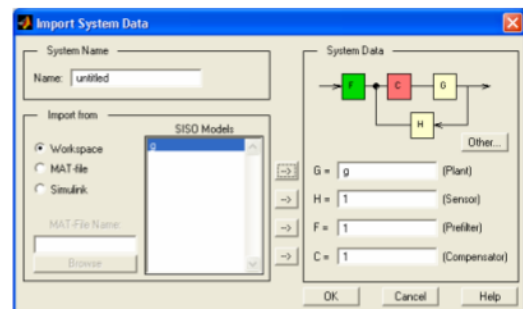 Import System Data
System Name
Name: untitled
Import from
Workspace
MAT-file
Simulink
MAT-File Name:
Browse
SISO Models
g
-->
-->
-->
-->
System Data
F
C
G
H
Other...
G = g (Plant)
H = 1 (Sensor)
F = 1 (Prefilter)
C = 1 (Compensator)
OK Cancel Help